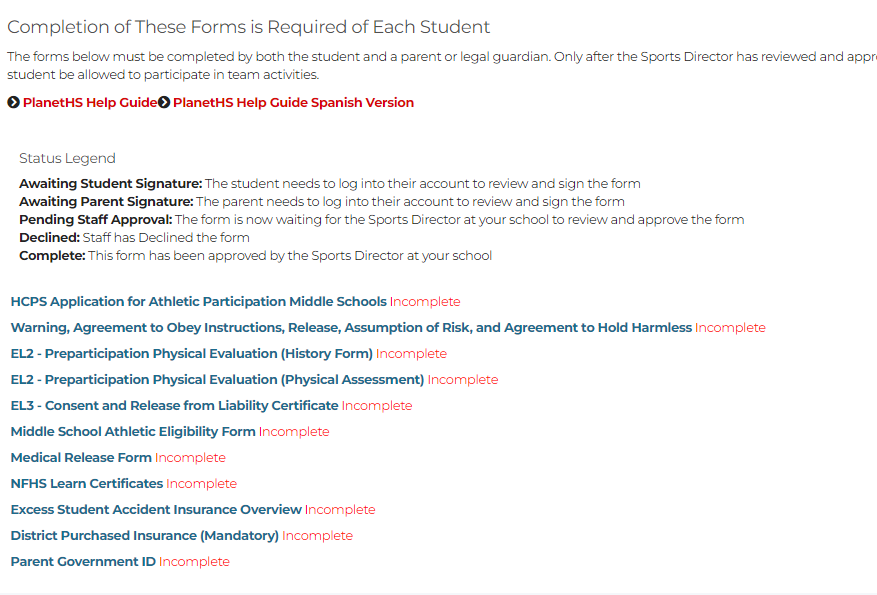 Completion of These Forms is Required of Each Student
The forms below must be completed by both the student and a parent or legal guardian. Only after the Sports Director has reviewed and
student be allowed to participate in team activities.
PlanetHS Help Guide PlanetHS Help Guide Spanish Version
Status Legend
Awaiting Student Signature: The student needs to log into their account to review and sign the form
Awaiting Parent Signature: The parent needs to log into their account to review and sign the form
Pending Staff Approval: The form is now waiting for the Sports Director at your school to review and approve the form
Declined: Staff has Declined the form
Complete: This form has been approved by the Sports Director at your school
HCPS Application for Athletic Participation Middle Schools Incomplete
Warning, Agreement to Obey Instructions, Release, Assumption of Risk, and Agreement to Hold Harmless Incomplete
EL2 - Preparticipation Physical Evaluation (History Form) Incomplete
EL2 - Preparticipation Physical Evaluation (Physical Assessment) Incomplete
EL3 - Consent and Release from Liability Certificate Incomplete
Middle School Athletic Eligibility Form Incomplete
Medical Release Form Incomplete
NFHS Learn Certificates Incomplete
Excess Student Accident Insurance Overview Incomplete
District Purchased Insurance (Mandatory) Incomplete
Parent Government ID Incomplete